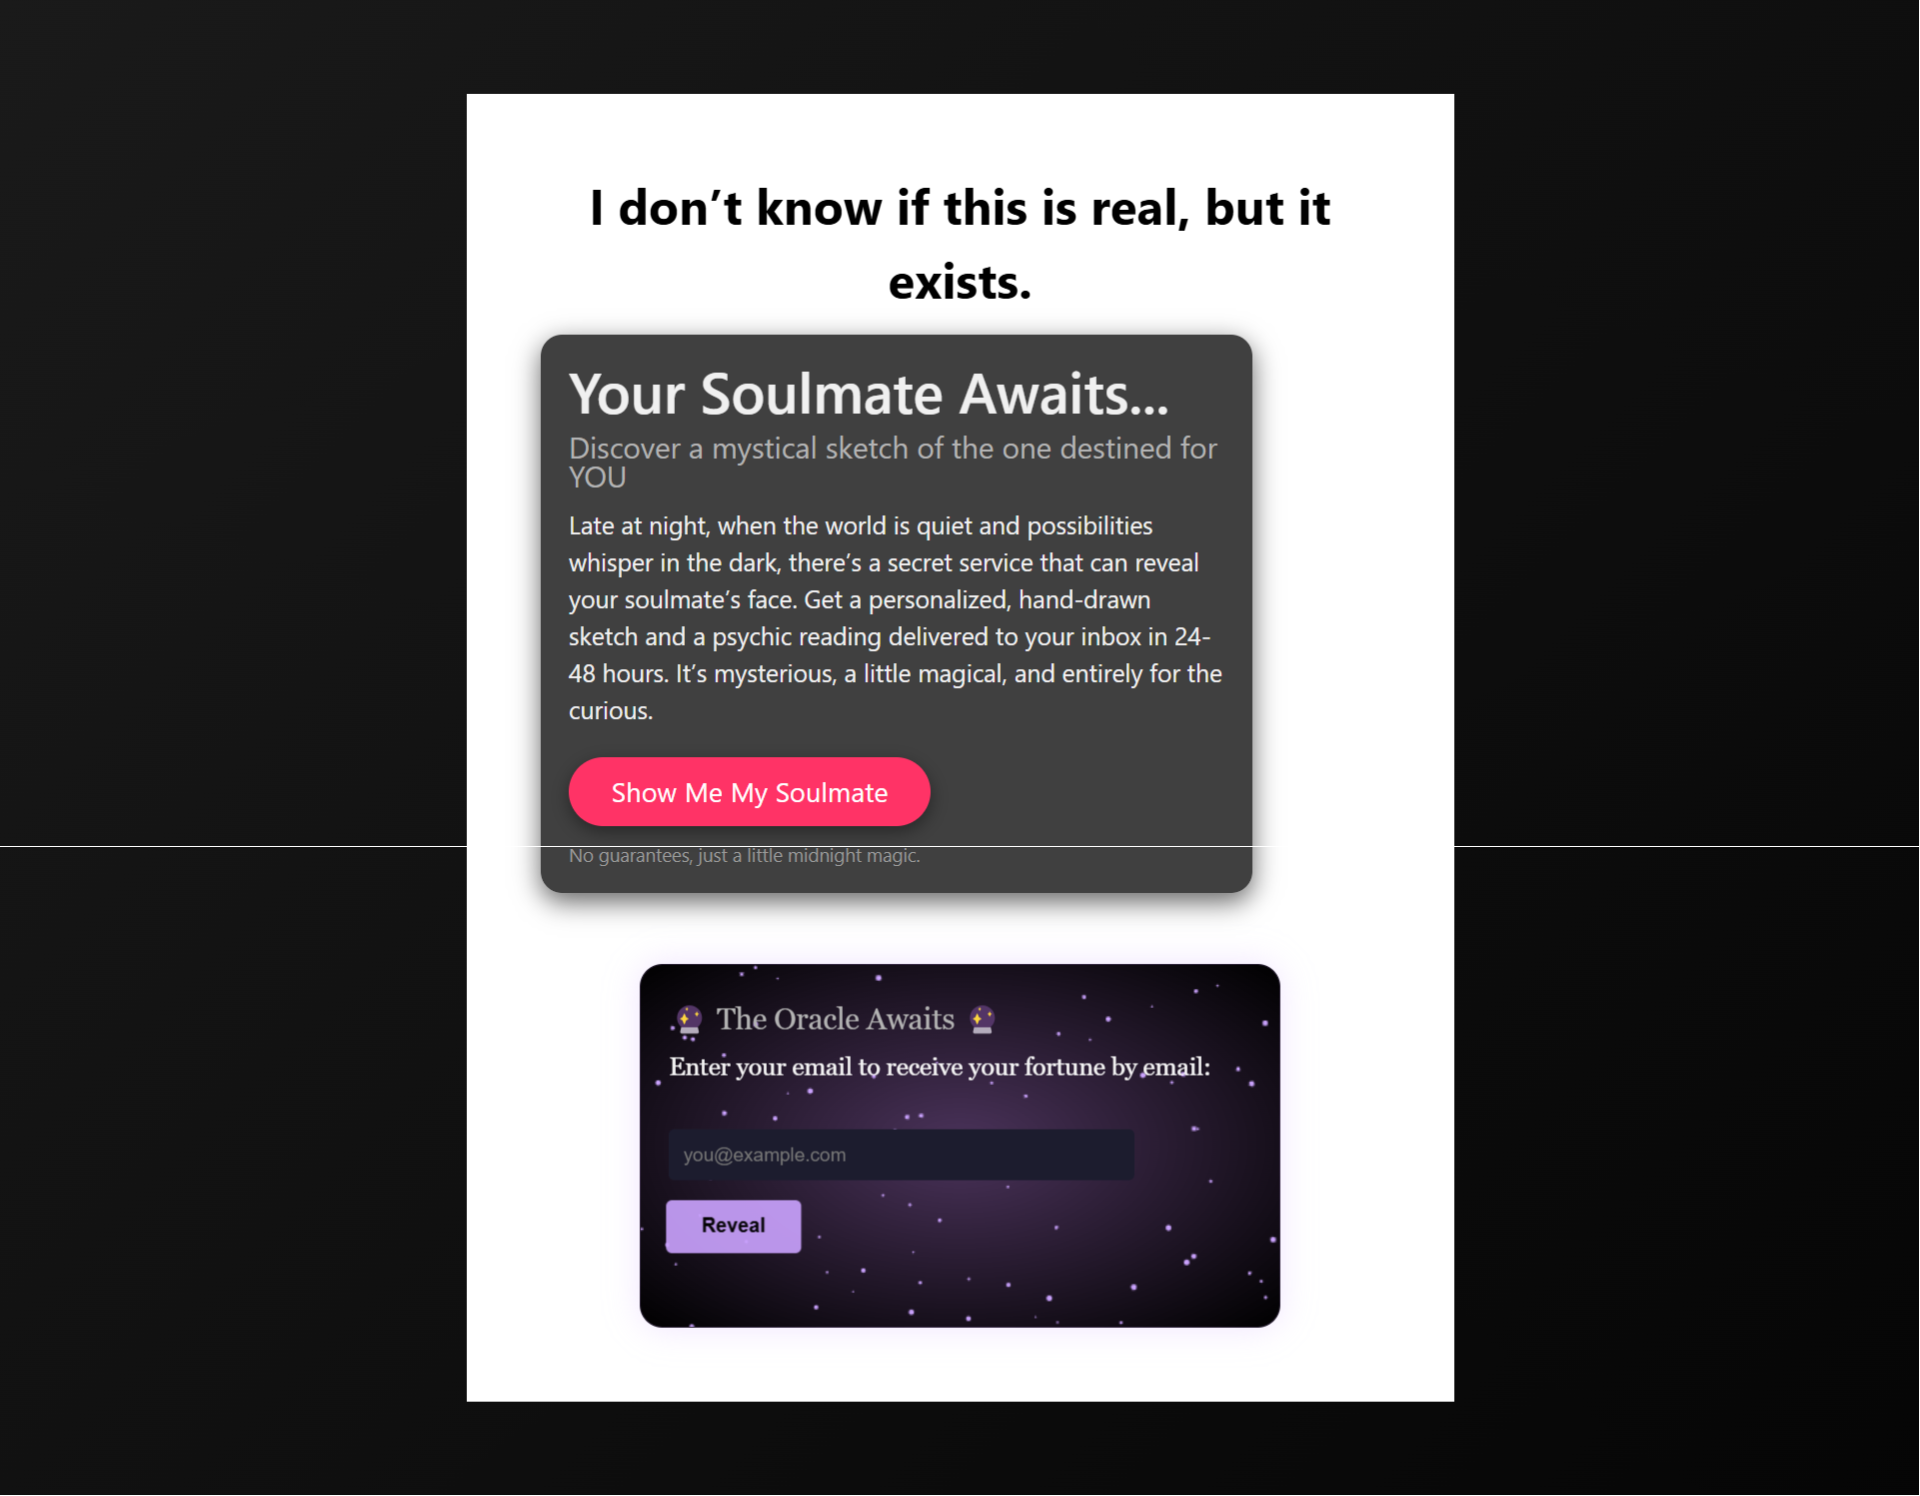 I don’t know if this is real, but it
exists.
Your Soulmate Awaits...
Discover a mystical sketch of the one destined for
YOU
Late at night, when the world is quiet and possibilities
whisper in the dark, there’s a secret service that can reveal
your soulmate’s face. Get a personalized, hand-drawn
sketch and a psychic reading delivered to your inbox in 24-
48 hours. It’s mysterious, a little magical, and entirely for the
curious.
Show Me My Soulmate
No guarantees, just a little midnight magic.
🔮 The Oracle Awaits 🔮
Enter your email to receive your fortune by email:
you@example.com
Reveal